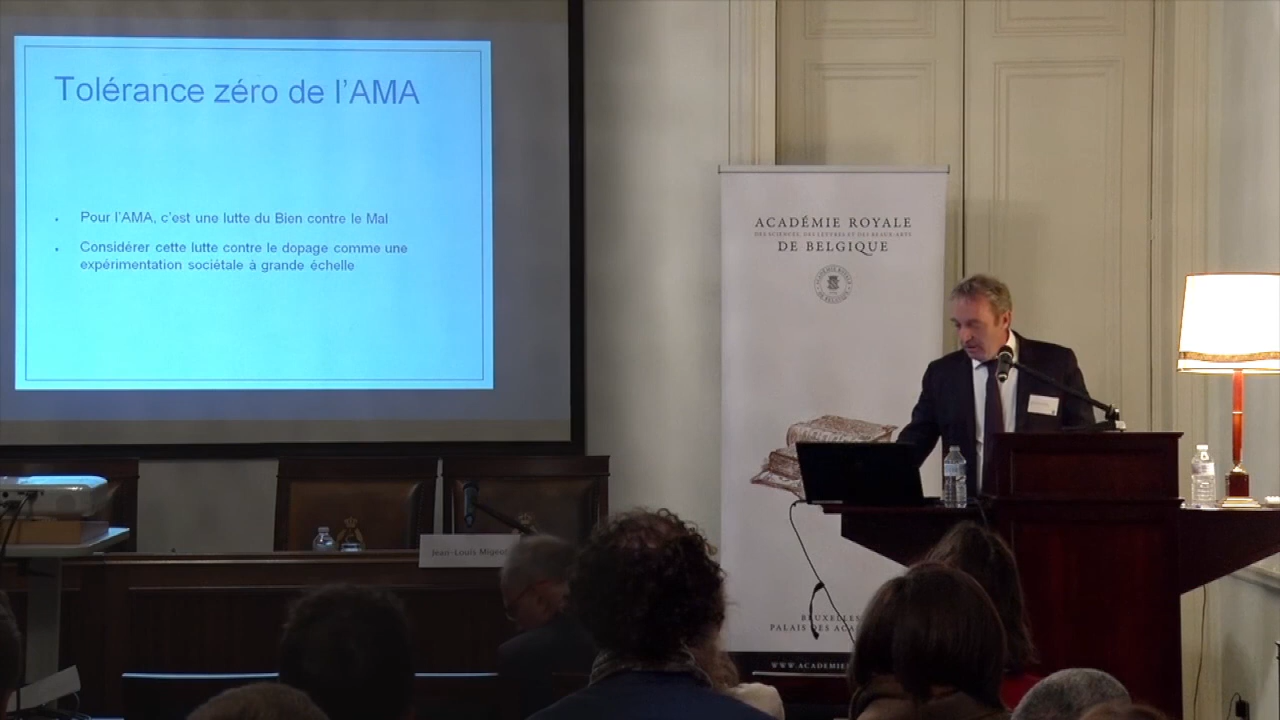 Tolérance zéro de l'AMA
Pour l'AMA, c'est une lutte du Bien contre le Mal
Considérer cette lutte contre le dopage comme une
expérimentation sociétale à grande échelle
ACADÉMIE ROYALE
DES SCIENCES, DES LETTRES ET DES BEAUX-ARTS
DE BELGIQUE
Jean-Louis
BRUXELLES
PALAIS DES
WWW.ACADEMIE